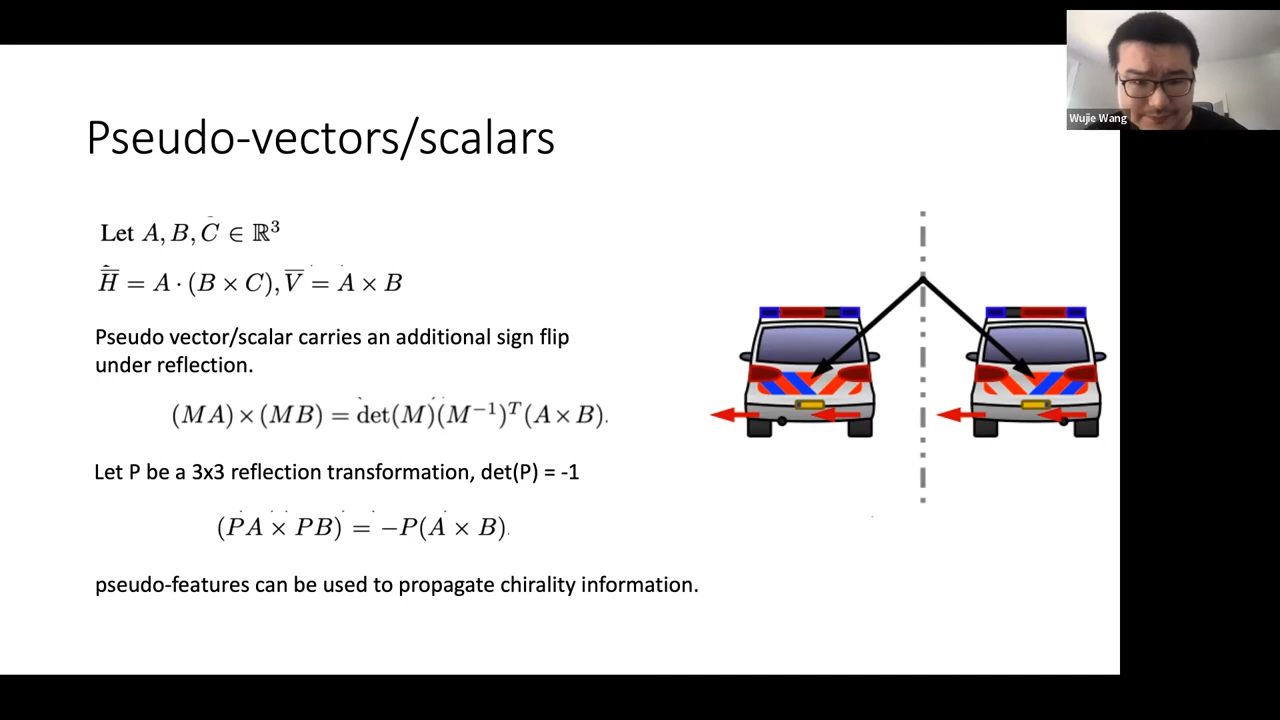 Pseudo-vectors/scalars
Wujie Wang
Let A, B, C ∈ ℝ³
H̅ = A · (B × C), V̅ = A × B
Pseudo vector/scalar carries an additional sign flip
under reflection.
(MA) × (MB) = det(M)(M⁻¹)ᵀ(A × B).
Let P be a 3x3 reflection transformation, det(P) = -1
(PA × PB) = −P(A × B).
pseudo-features can be used to propagate chirality information.